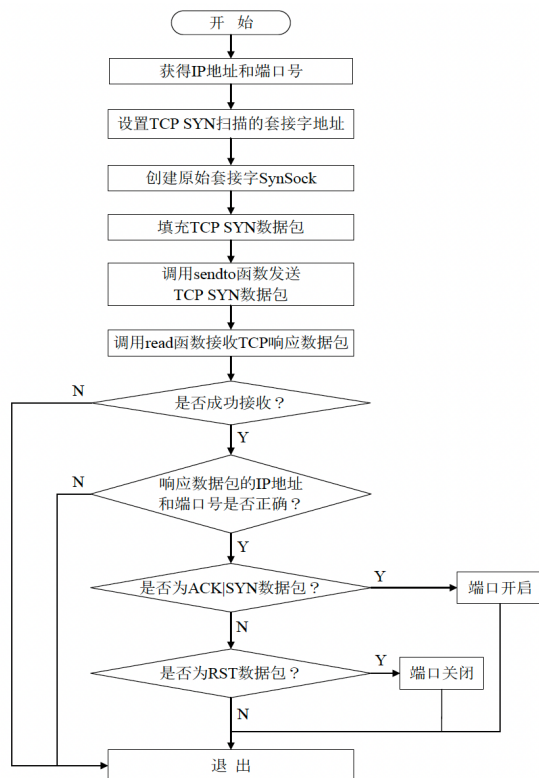 开 始
获得IP地址和端口号
设置TCP SYN扫描的套接字地址
创建原始套接字SynSock
填充TCP SYN数据包
调用sendto函数发送
TCP SYN数据包
调用read函数接收TCP响应数据包
N
是否成功接收？
Y
N
响应数据包的IP地址
和端口号是否正确？
Y
是否为ACK|SYN数据包？
Y
端口开启
N
是否为RST数据包？
Y
端口关闭
N
退 出